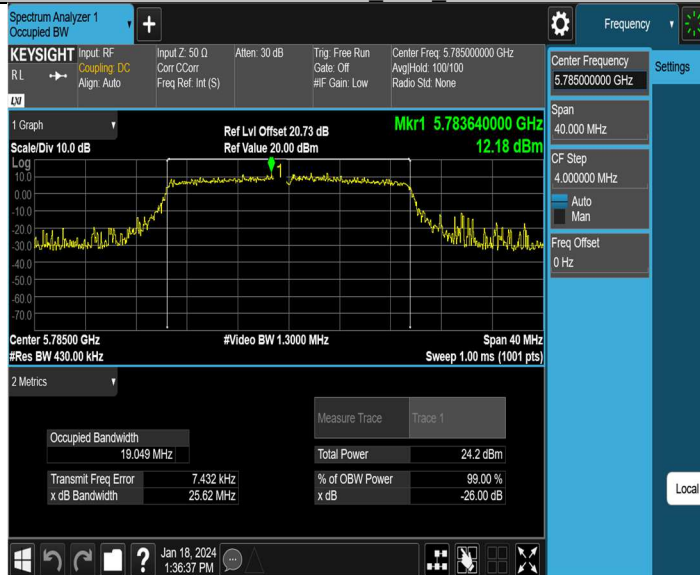 Spectrum Analyzer 1
Occupied BW
Frequency
KEYSIGHT
RL
LXI
Input: RF
Coupling: DC
Align: Auto
Input Z: 50 Ω
Corr CCorr
Freq Ref: Int (S)
Atten: 30 dB
Trig: Free Run
Gate: Off
#IF Gain: Low
Center Freq: 5.785000000 GHz
Avg|Hold: 100/100
Radio Std: None
Center Frequency
5.785000000 GHz
Settings
Span
40.000 MHz
CF Step
4.000000 MHz
Auto
Man
Freq Offset
0 Hz
Local
1 Graph
Scale/Div 10.0 dB
Log
Ref Lvl Offset 20.73 dB
Ref Value 20.00 dBm
Mkr1 5.783640000 GHz
12.18 dBm
1
10.0
0.00
-10.0
-20.0
-30.0
-40.0
-50.0
-60.0
-70.0
Center 5.78500 GHz
#Res BW 430.00 kHz
#Video BW 1.3000 MHz
Span 40 MHz
Sweep 1.00 ms (1001 pts)
2 Metrics
Measure Trace Trace 1
Occupied Bandwidth
19.049 MHz
Total Power 24.2 dBm
Transmit Freq Error 7.432 kHz
% of OBW Power 99.00 %
x dB Bandwidth 25.62 MHz
x dB -26.00 dB
?
Jan 18, 2024
1:36:37 PM